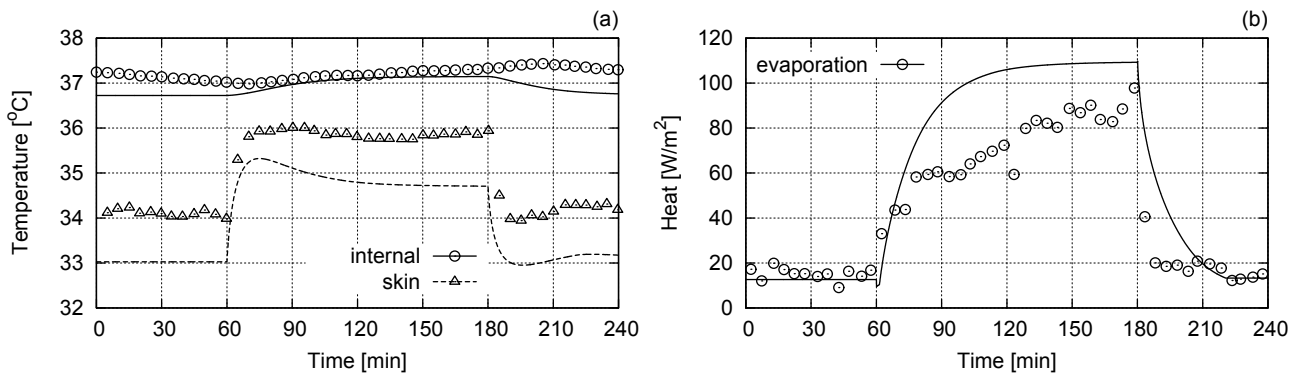 (a)
Temperature [°C]
38
37
36
35
34
33
32
internal
skin
0 30 60 90 120 150 180 210 240
Time [min]
(b)
Heat [W/m²]
120
100
80
60
40
20
0
evaporation
0 30 60 90 120 150 180 210 240
Time [min]